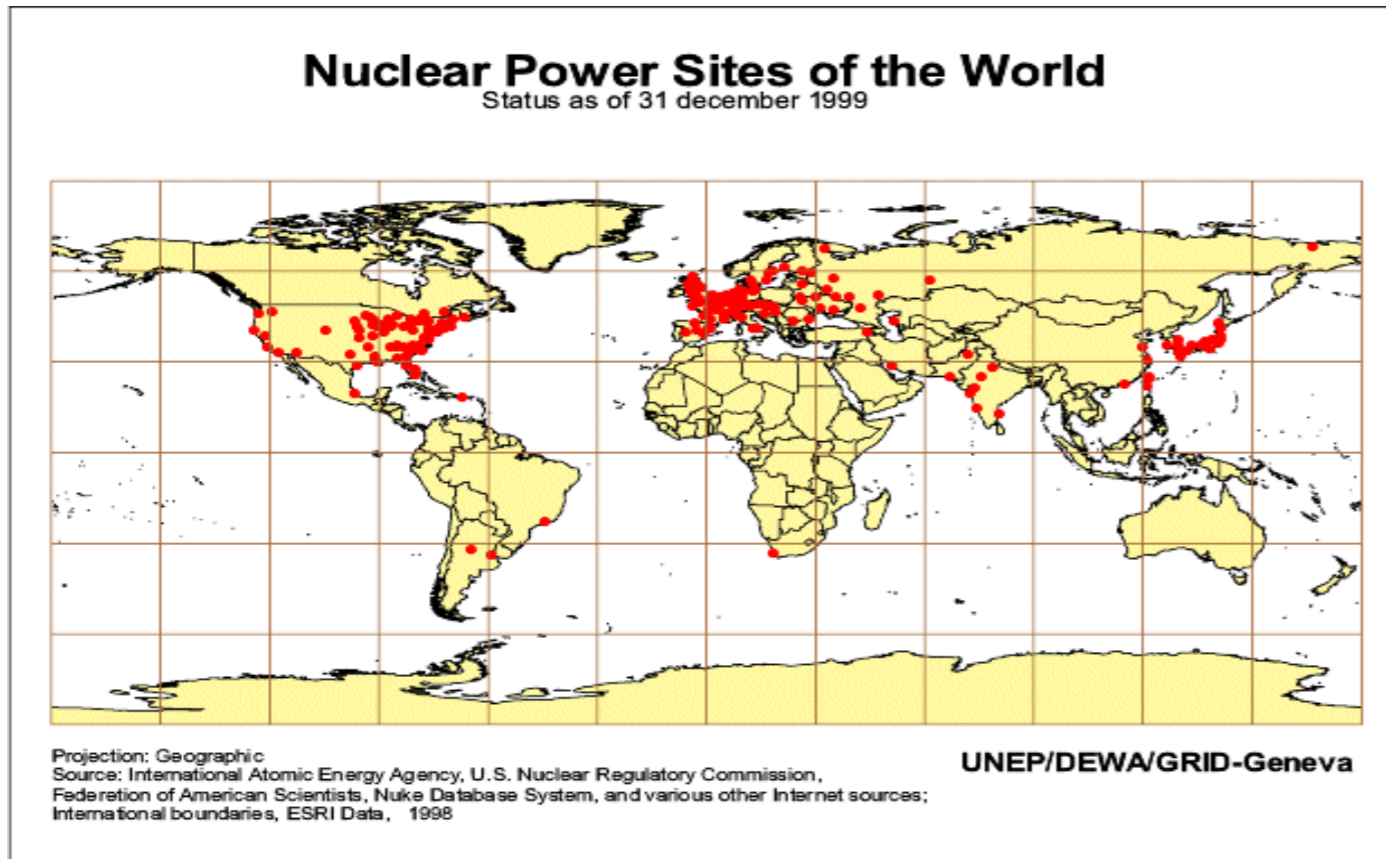 Nuclear Power Sites of the World
Status as of 31 december 1999
Projection: Geographic
Source: International Atomic Energy Agency, U.S. Nuclear Regulatory Commission,
Federetion of American Scientists, Nuke Database System, and various other Internet sources;
International boundaries, ESRI Data, 1998
UNEP/DEWA/GRID-Geneva